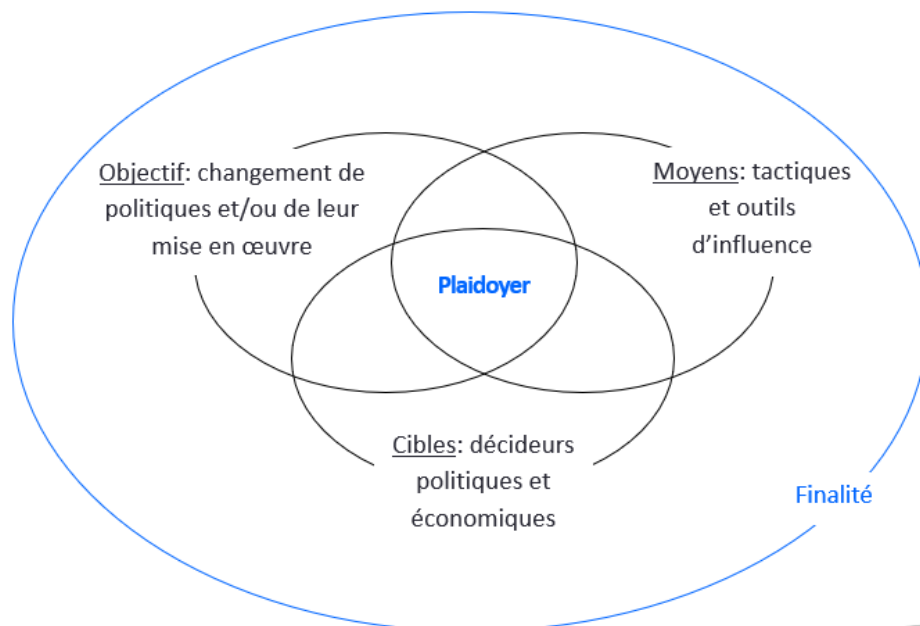 Objectif: changement de
politiques et/ou de leur
mise en œuvre
Moyens: tactiques
et outils
d’influence
Plaidoyer
Cibles: décideurs
politiques et
économiques
Finalité